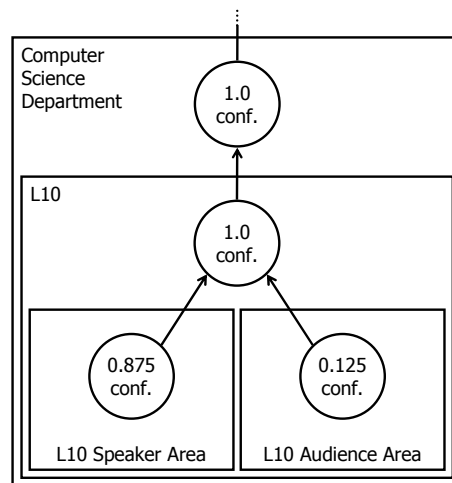 Computer
Science
Department
1.0
conf.
L10
1.0
conf.
0.875
conf.
0.125
conf.
L10 Speaker Area
L10 Audience Area